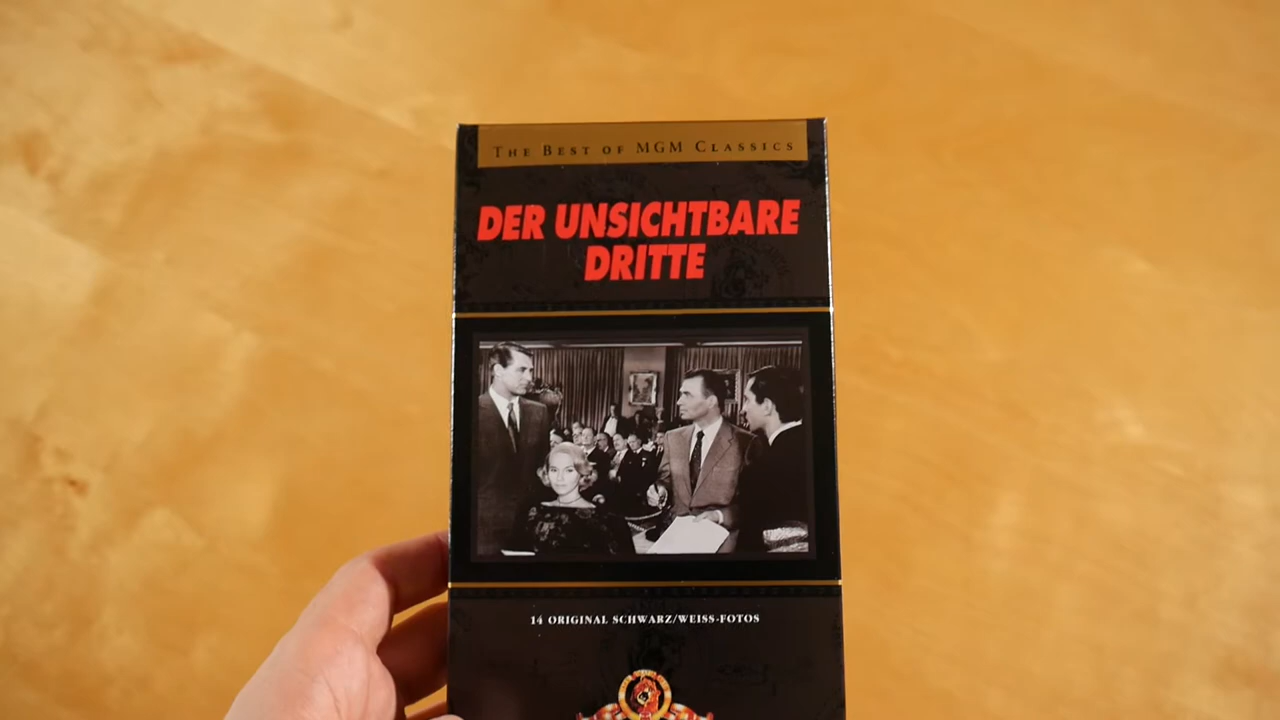 The Best of MGM Classics
DER UNSICHTBARE
DRITTE
14 ORIGINAL SCHWARZ/WEISS-FOTOS